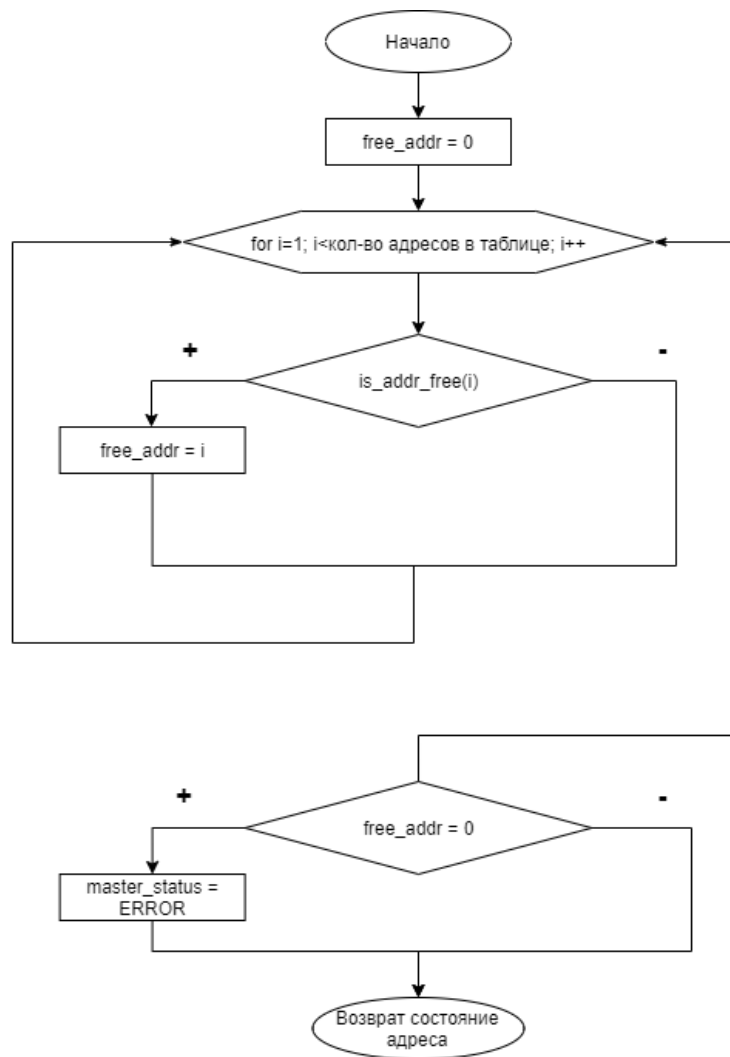 Начало
free_addr = 0
for i=1; i<кол-во адресов в таблице; i++
+
-
is_addr_free(i)
free_addr = i
+
-
free_addr = 0
master_status =
ERROR
Возврат состояние
адреса